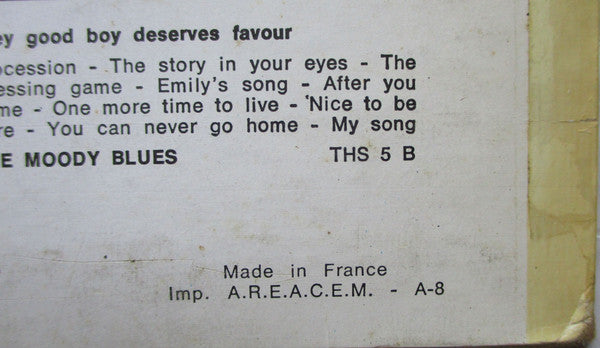 ey good boy deserves favour
ocession - The story in your eyes - The
essing game - Emily's song - After you
me - One more time to live - 'Nice to be
re - You can never go home - My song
E MOODY BLUES THS 5 B
Made in France
Imp. A.R.E.A.C.E.M. - A-8